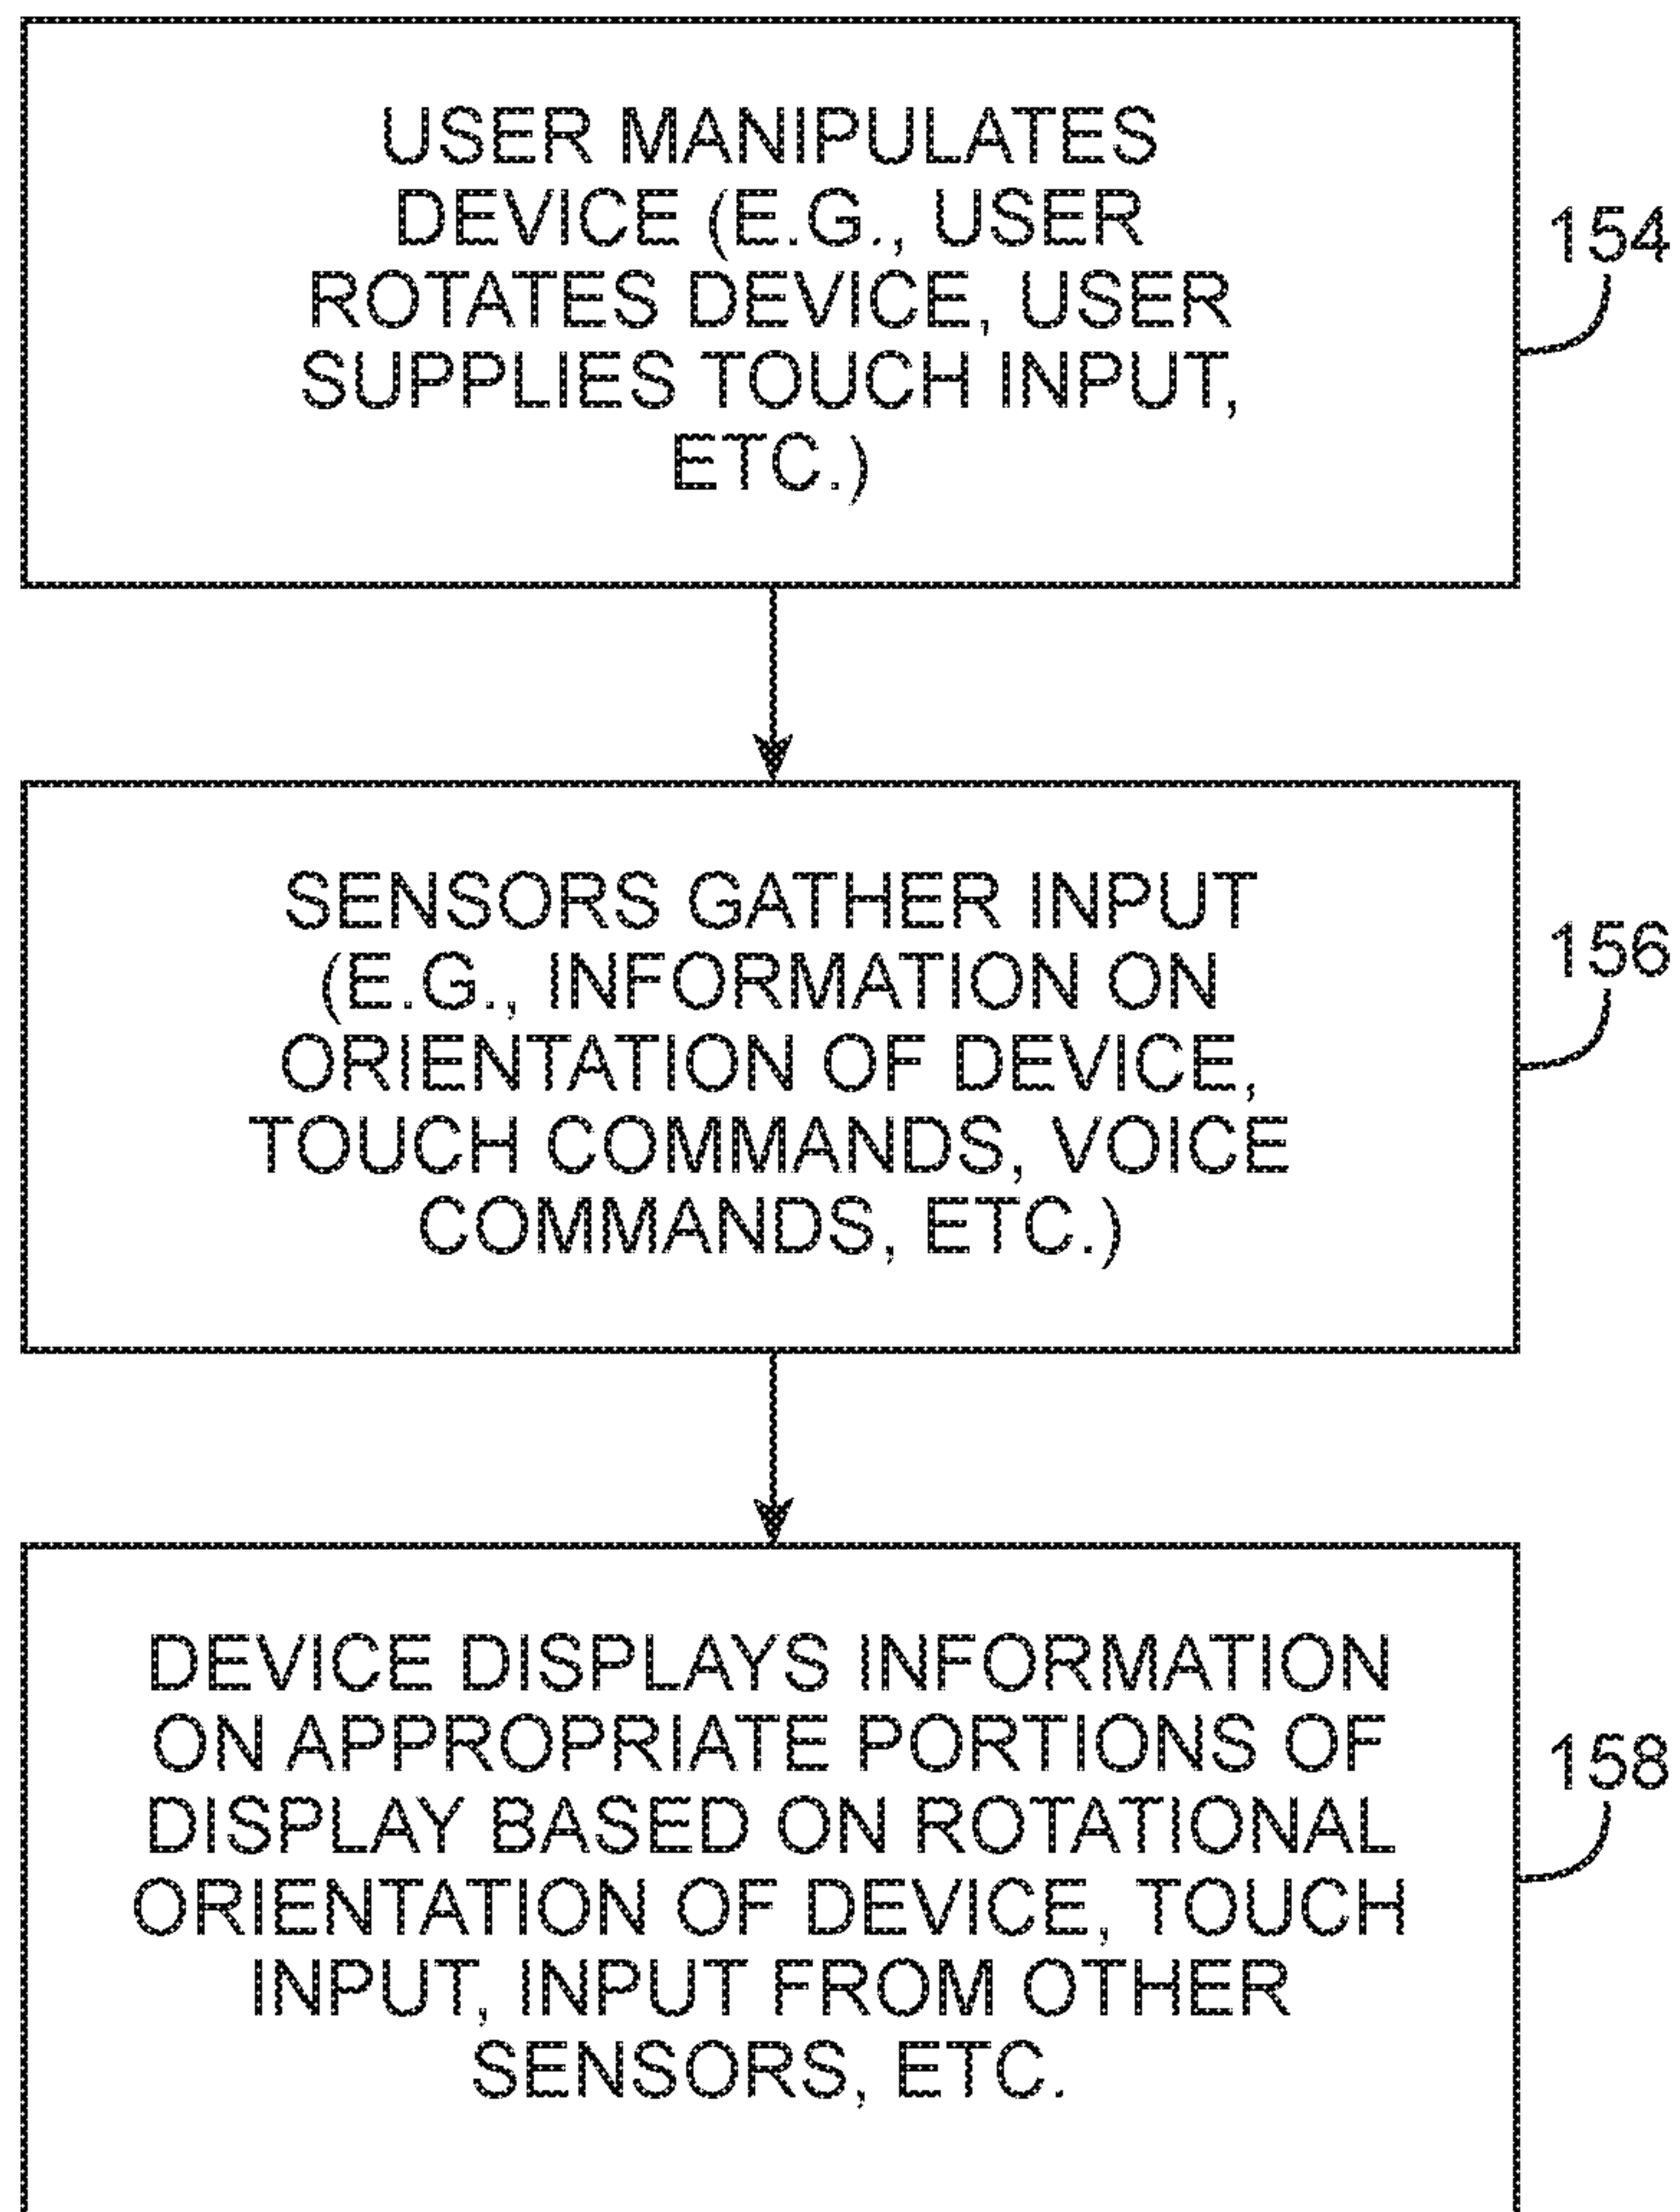 USER MANIPULATES
DEVICE (E.G., USER
ROTATES DEVICE, USER
SUPPLIES TOUCH INPUT,
ETC.)
154
SENSORS GATHER INPUT
(E.G., INFORMATION ON
ORIENTATION OF DEVICE,
TOUCH COMMANDS, VOICE
COMMANDS, ETC.)
156
DEVICE DISPLAYS INFORMATION
ON APPROPRIATE PORTIONS OF
DISPLAY BASED ON ROTATIONAL
ORIENTATION OF DEVICE, TOUCH
INPUT, INPUT FROM OTHER
SENSORS, ETC.
158